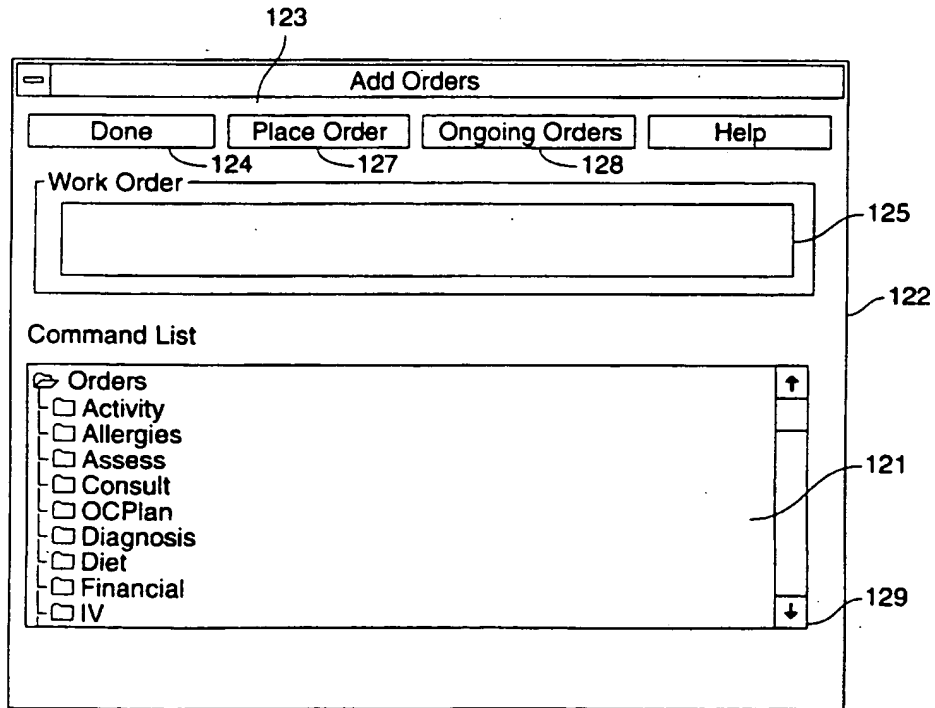 123
Add Orders
Done Place Order Ongoing Orders Help
124 127 128
Work Order
125
122
Command List
Orders
Activity
Allergies
Assess
Consult
121
OCPlan
Diagnosis
Diet
Financial
129
IV